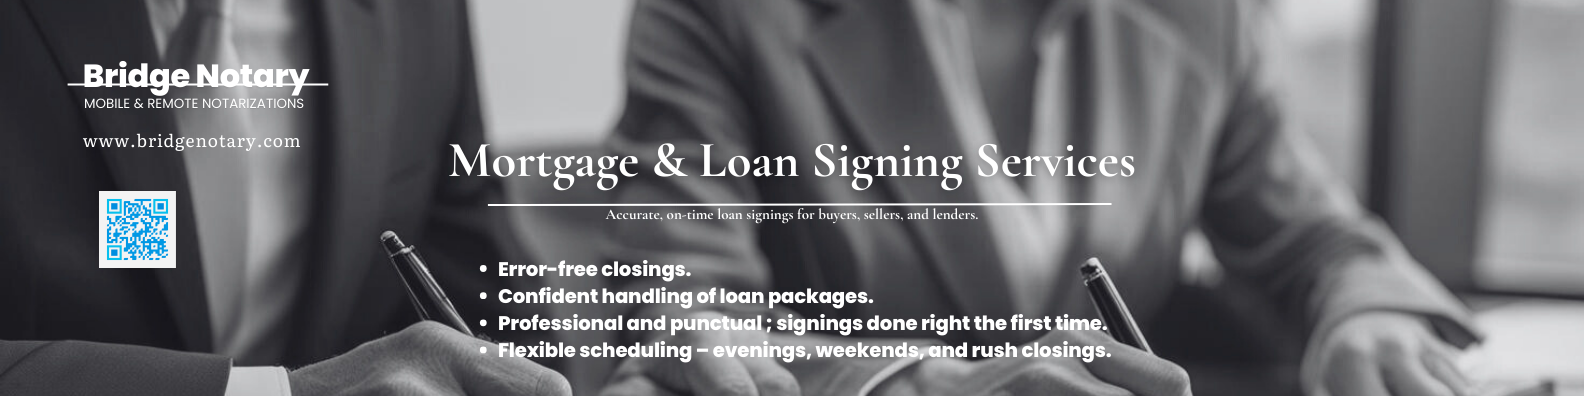 Bridge Notary
MOBILE & REMOTE NOTARIZATIONS
www.bridgenotary.com
Mortgage & Loan Signing Services
Accurate, on-time loan signings for buyers, sellers, and lenders.
• Error-free closings.
• Confident handling of loan packages.
• Professional and punctual ; signings done right the first time.
• Flexible scheduling – evenings, weekends, and rush closings.